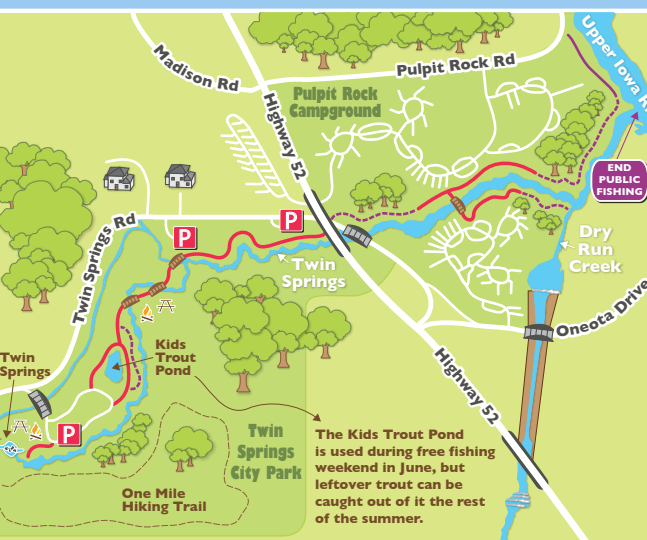 Upper Iowa R
Madison Rd
Pulpit Rock Rd
Pulpit Rock
Campground
Highway 52
END
PUBLIC
FISHING
Twin Springs Rd
P
P
Twin
Springs
Dry
Run
Creek
Oneota Drive
Twin
Springs
Kids
Trout
Pond
Highway 52
P
Twin
Springs
City Park
The Kids Trout Pond
is used during free fishing
weekend in June, but
leftover trout can be
caught out of it the rest
of the summer.
One Mile
Hiking Trail